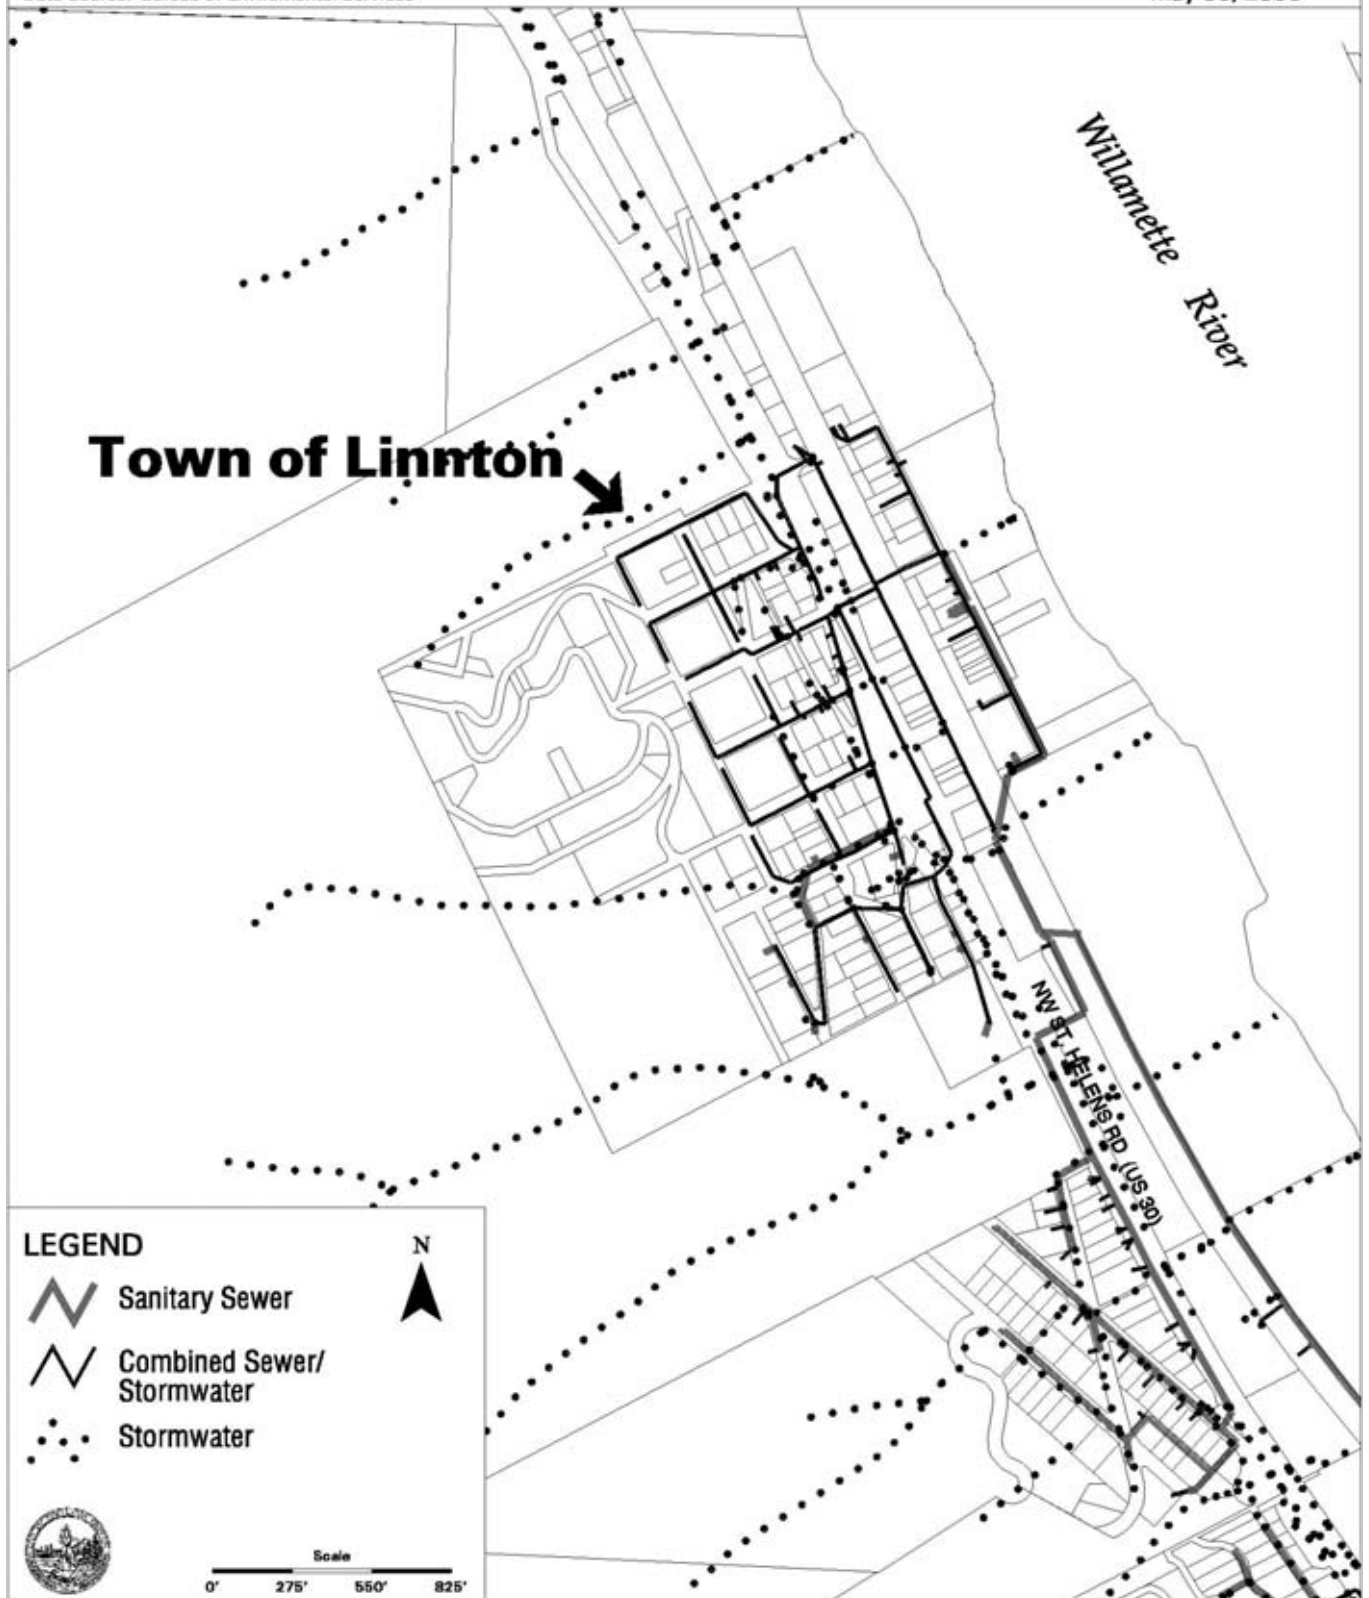 Willamette
River
Town of Linnton
NW ST. HELENS RD (US 30)
LEGEND
N
Sanitary Sewer
Combined Sewer/
Stormwater
Stormwater
Scale
0' 275' 550' 825'